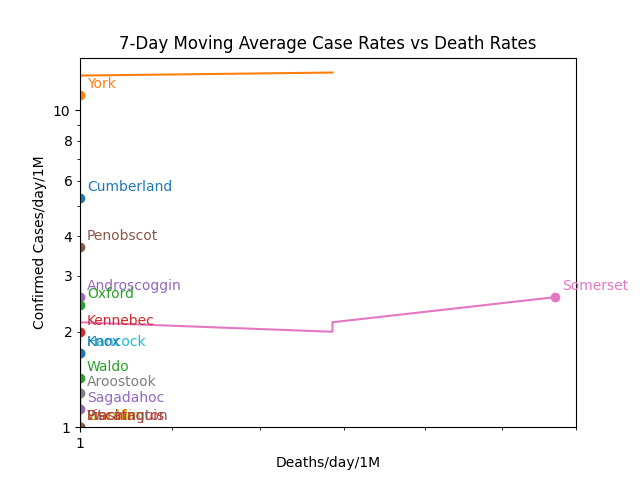 7-Day Moving Average Case Rates vs Death Rates
Confirmed Cases/day/1M
10
8
6
4
3
2
1
York
Cumberland
Penobscot
Androscoggin
Oxford
Somerset
Kennebec
Knox
Hancock
Waldo
Aroostook
Sagadahoc
Washington
1
Deaths/day/1M